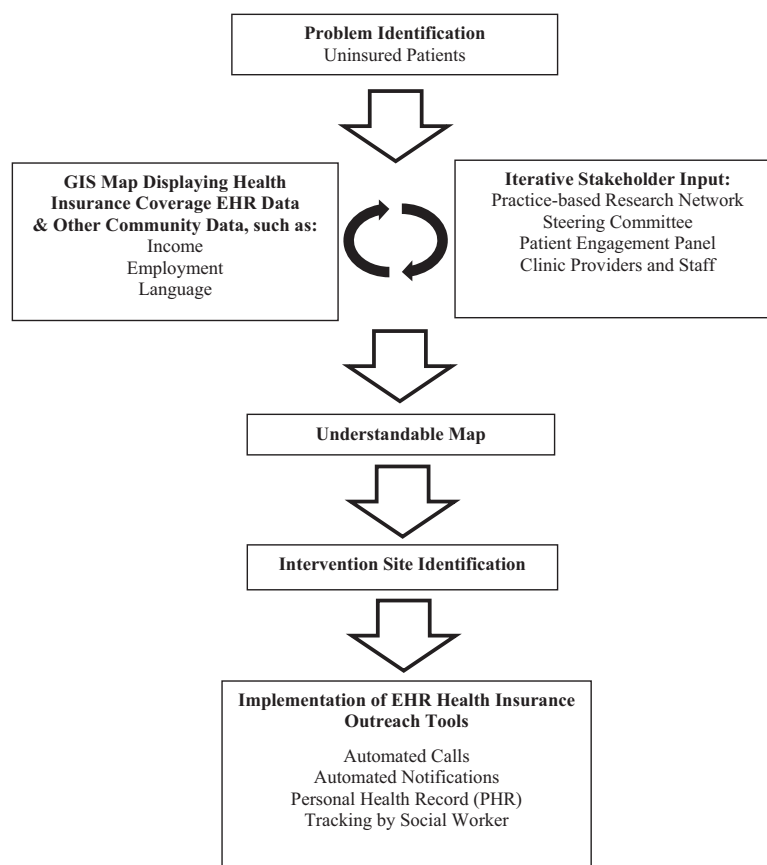 Problem Identification
Uninsured Patients
GIS Map Displaying Health
Insurance Coverage EHR Data
& Other Community Data, such as:
Income
Employment
Language
Iterative Stakeholder Input:
Practice-based Research Network
Steering Committee
Patient Engagement Panel
Clinic Providers and Staff
Understandable Map
Intervention Site Identification
Implementation of EHR Health Insurance
Outreach Tools
Automated Calls
Automated Notifications
Personal Health Record (PHR)
Tracking by Social Worker